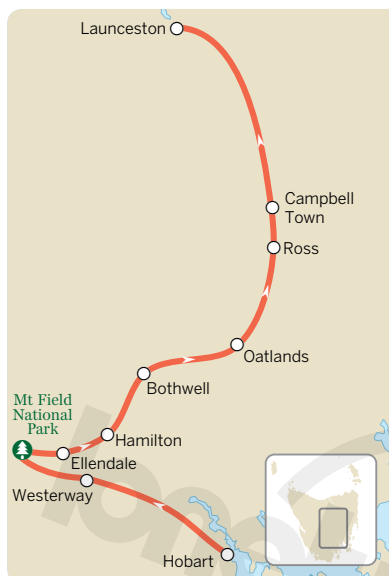 Launceston
Campbell
Town
Ross
Oatlands
Bothwell
Mt Field
National
Park
Hamilton
Ellendale
Westerway
Hobart